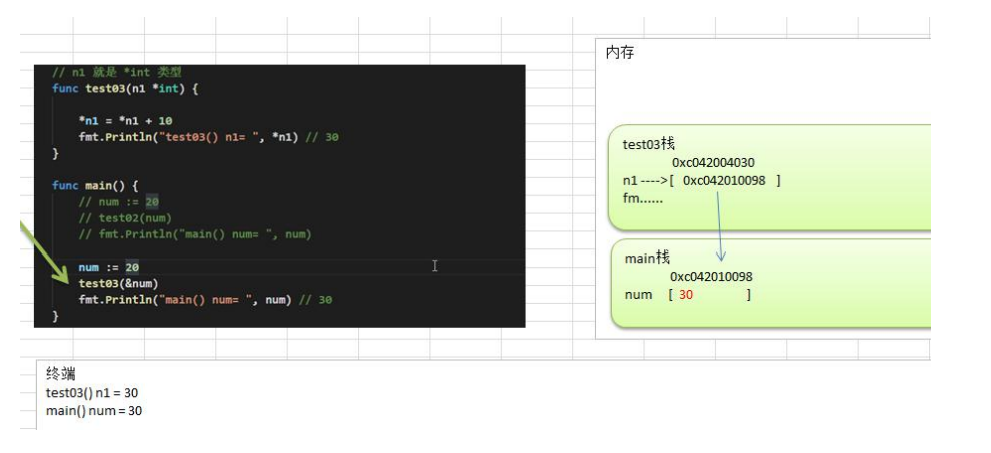 // n1 就是 *int 类型
func test03(n1 *int) {
*n1 = *n1 + 10
fmt.Println("test03() n1= ", *n1) // 30
}
func main() {
// num := 20
// test02(num)
// fmt.Println("main() num= ", num)
num := 20
test03(&num)
fmt.Println("main() num= ", num) // 30
}
内存
test03栈
0xc042004030
n1 ---->[ 0xc042010098 ]
fm......
main栈
0xc042010098
num [ 30 ]
终端
test03() n1 = 30
main() num = 30